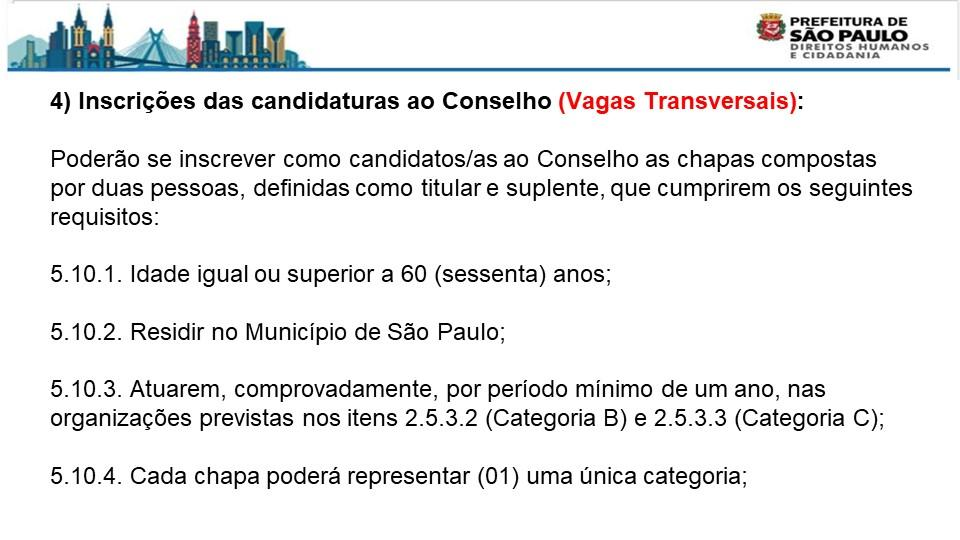 PREFEITURA DE
SÃO PAULO
DIREITOS HUMANOS
E CIDADANIA
4) Inscrições das candidaturas ao Conselho (Vagas Transversais):
Poderão se inscrever como candidatos/as ao Conselho as chapas compostas
por duas pessoas, definidas como titular e suplente, que cumprirem os seguintes
requisitos:
5.10.1. Idade igual ou superior a 60 (sessenta) anos;
5.10.2. Residir no Município de São Paulo;
5.10.3. Atuarem, comprovadamente, por período mínimo de um ano, nas
organizações previstas nos itens 2.5.3.2 (Categoria B) e 2.5.3.3 (Categoria C);
5.10.4. Cada chapa poderá representar (01) uma única categoria;